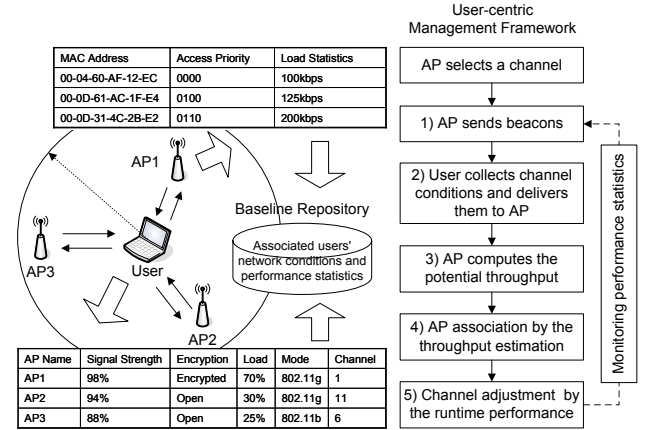 User-centric
Management Framework
MAC Address Access Priority Load Statistics
00-04-60-AF-12-EC 0000 100kbps
00-0D-61-AC-1F-E4 0100 125kbps
00-0D-31-4C-2B-E2 0110 200kbps
AP1
AP3
User
AP2
Baseline Repository
Associated users'
network conditions and
performance statistics
AP Name Signal Strength Encryption Load Mode Channel
AP1 98% Encrypted 70% 802.11g 1
AP2 94% Open 30% 802.11g 11
AP3 88% Open 25% 802.11b 6
AP selects a channel
1) AP sends beacons
2) User collects channel
conditions and delivers
them to AP
3) AP computes the
potential throughput
4) AP association by the
throughput estimation
5) Channel adjustment by
the runtime performance
Monitoring performance statistics